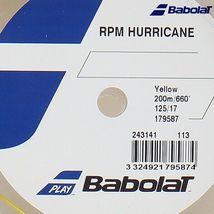 BABOLAT
RPM HURRICANE
Yellow
200m/660'
125/17
179587
243141 113
3 324921 795874
PLAY
BABOLAT